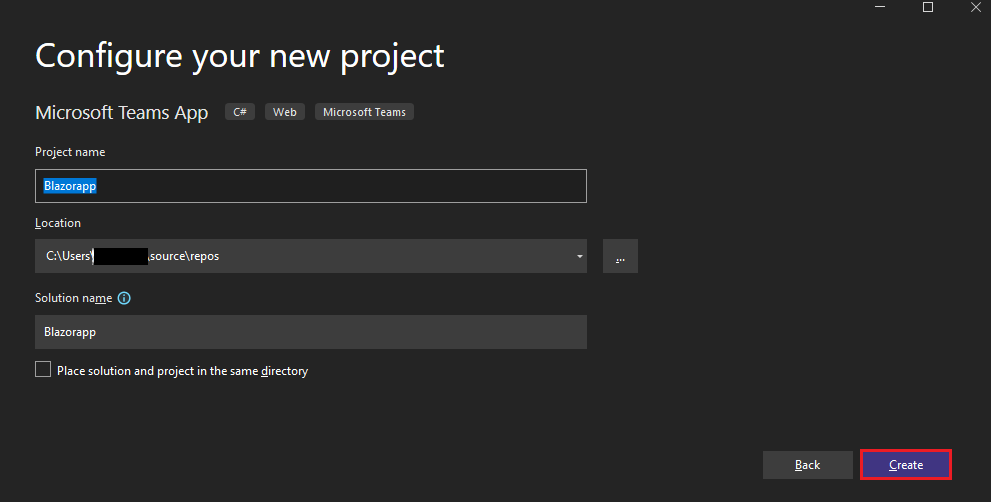 Configure your new project
Microsoft Teams App C# Web Microsoft Teams
Project name
Blazorapp
Location
C:\Users\ \source\repos
...
Solution name
Blazorapp
Place solution and project in the same directory
Back Create